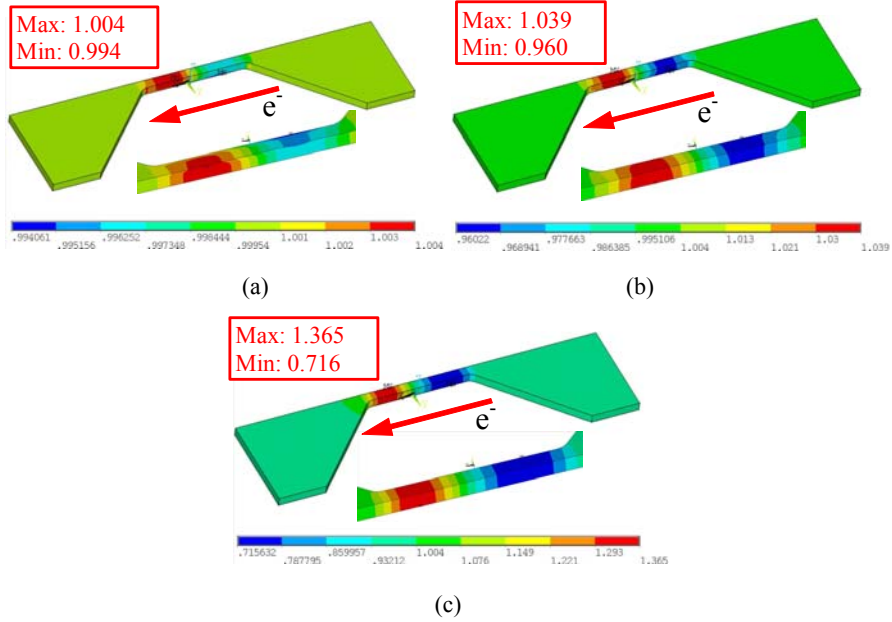 Max: 1.004
Min: 0.994
e-
.994061 .996252 .998444 1.001 1.003
.995156 .997348 .99954 1.002 1.004
(a)
Max: 1.039
Min: 0.960
e-
.96022 .977663 .995106 1.013 1.03
.968941 .986385 1.004 1.021 1.039
(b)
Max: 1.365
Min: 0.716
e-
.715632 .859957 1.004 1.149 1.293
.787795 .93212 1.076 1.221 1.365
(c)